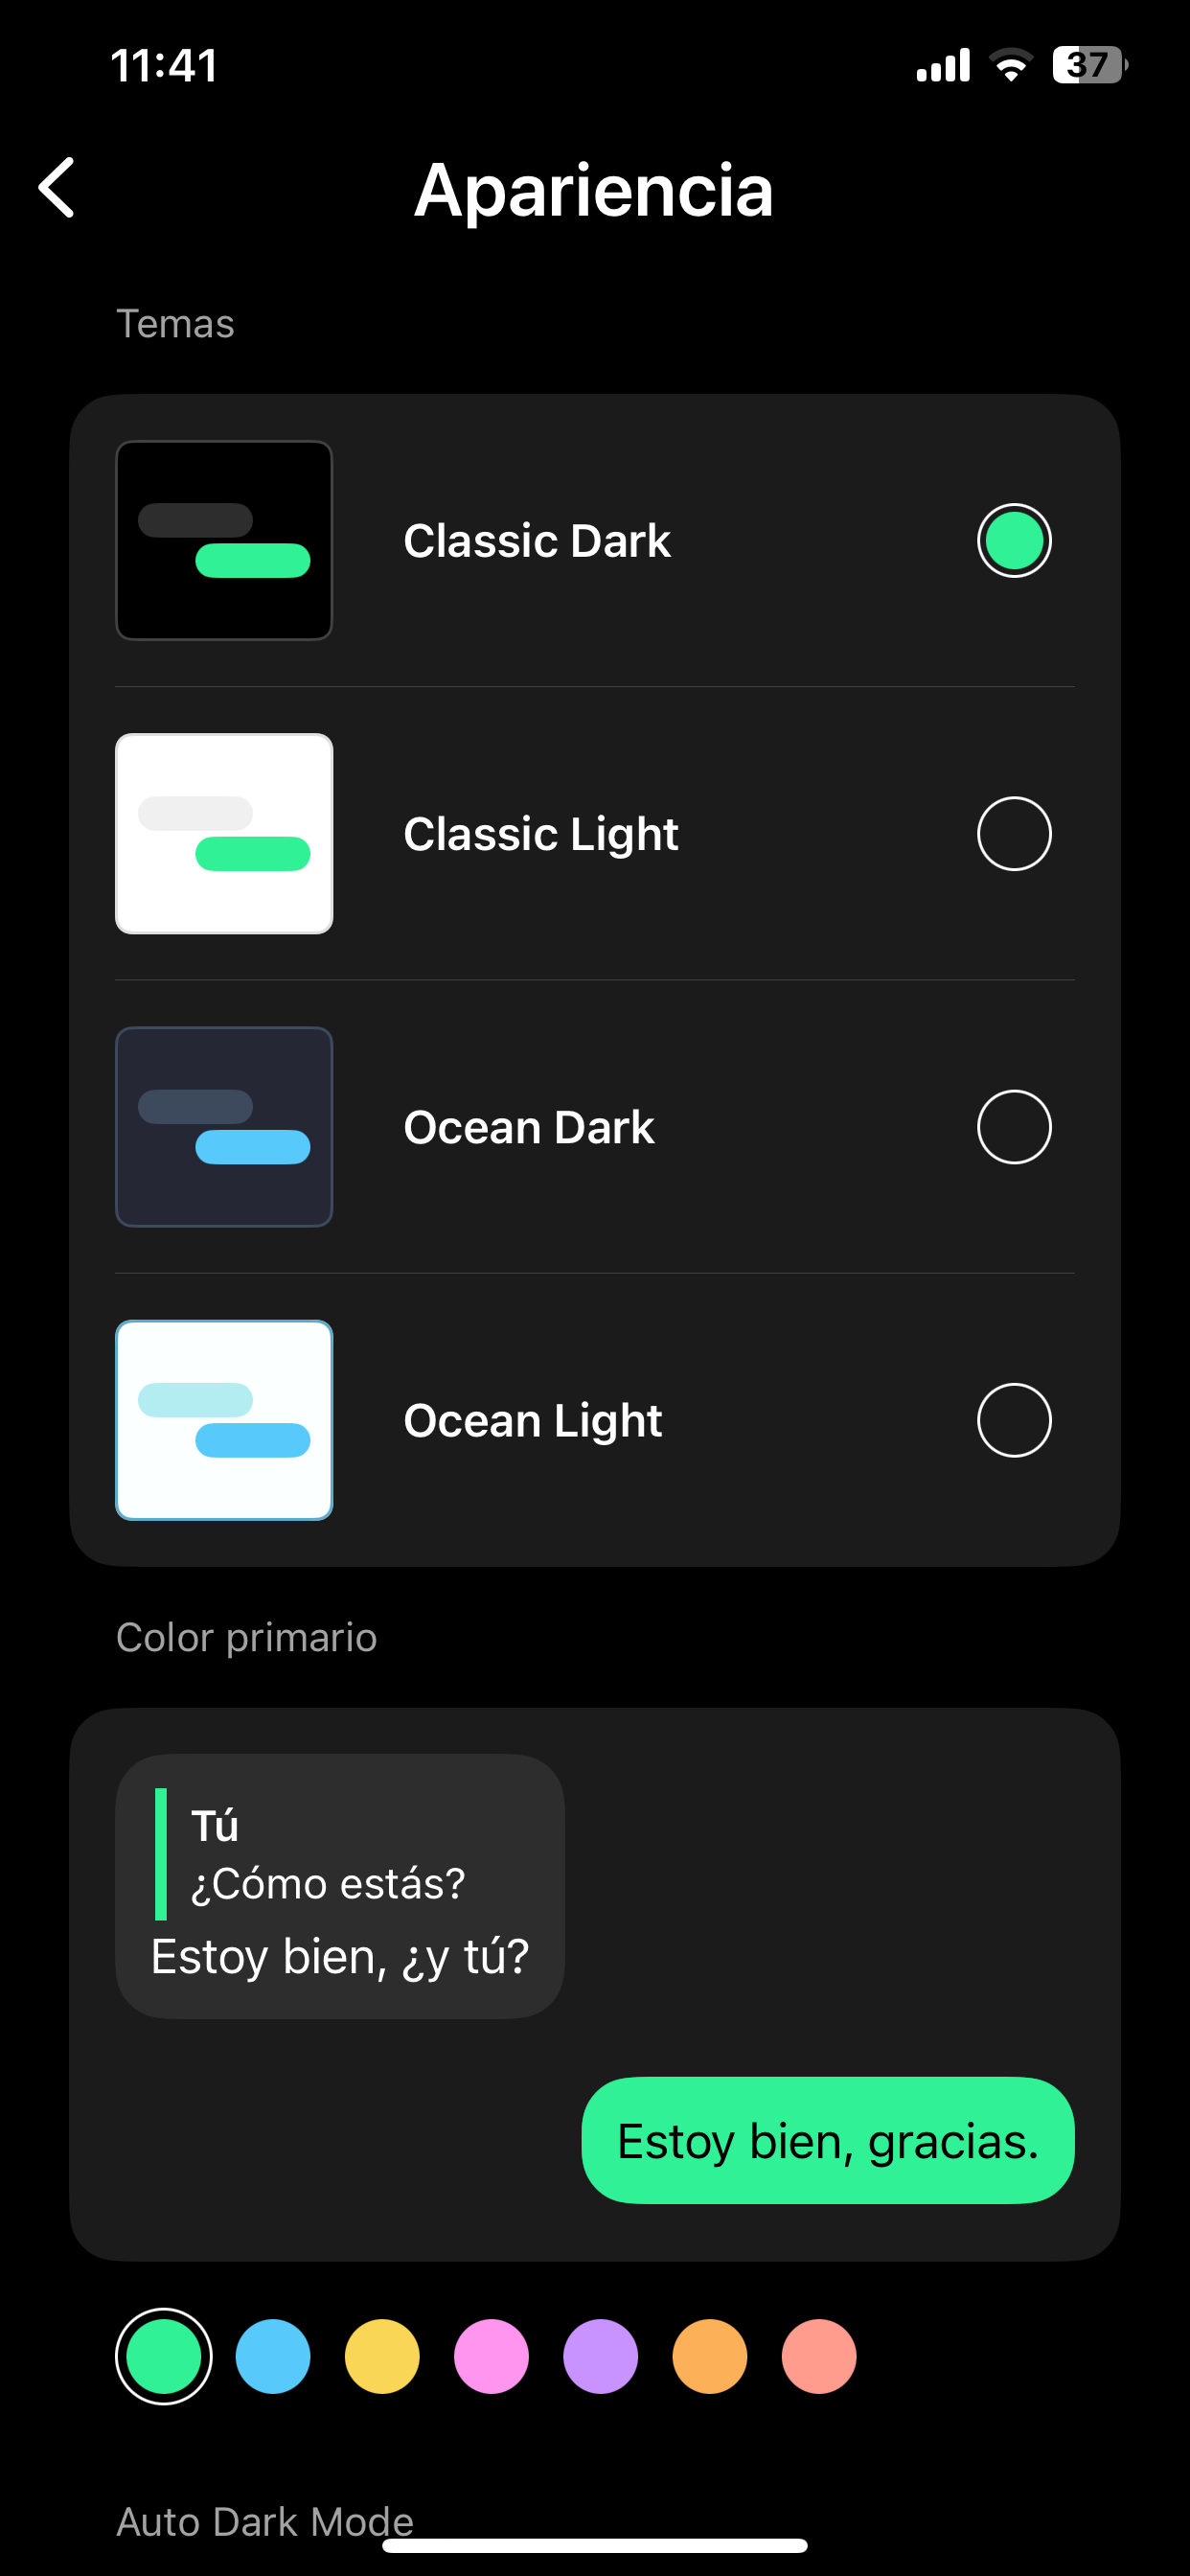 11:41
37
Apariencia
Temas
Classic Dark
Classic Light
Ocean Dark
Ocean Light
Color primario
Tú
¿Cómo estás?
Estoy bien, ¿y tú?
Estoy bien, gracias.
Auto Dark Mode